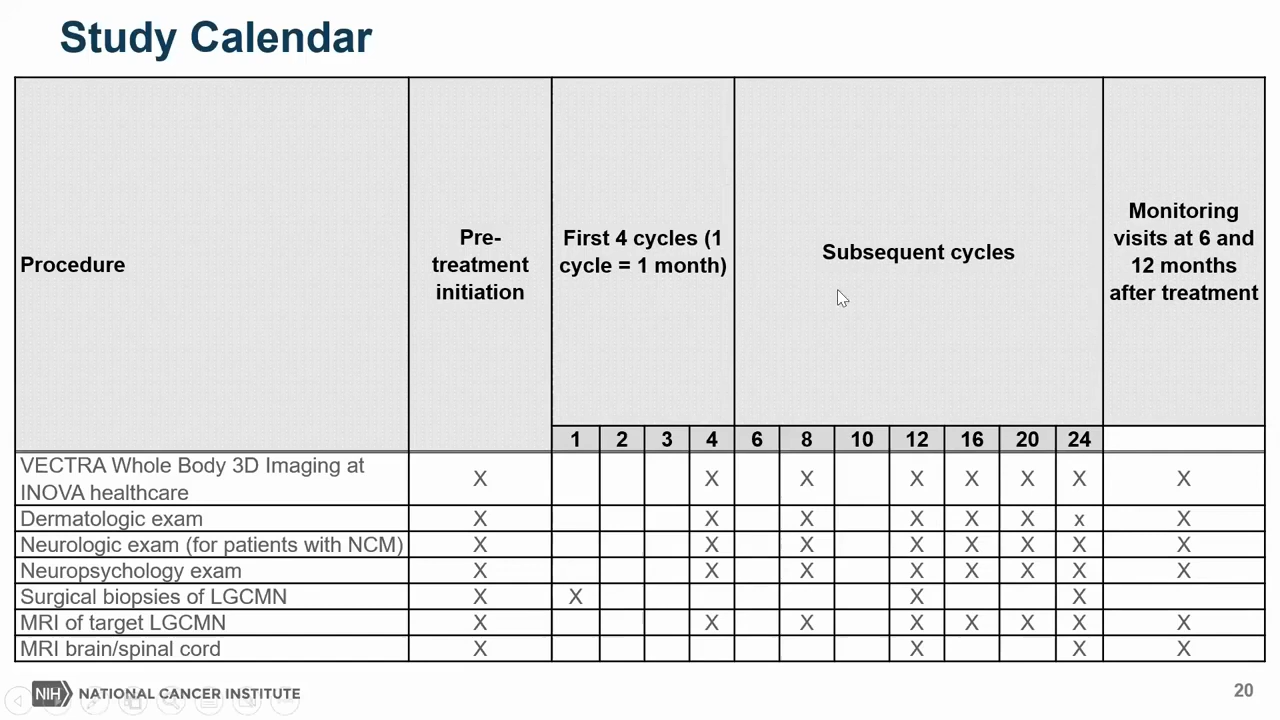 Study Calendar
Procedure
Pre-
treatment
initiation
First 4 cycles (1
cycle = 1 month)
Subsequent cycles
Monitoring
visits at 6 and
12 months
after treatment
1 2 3 4 6 8 10 12 16 20 24
VECTRA Whole Body 3D Imaging at
INOVA healthcare
X X X X X X X X
Dermatologic exam X X X X X X x X
Neurologic exam (for patients with NCM) X X X X X X X X
Neuropsychology exam X X X X X X X X
Surgical biopsies of LGCMN X X X X
MRI of target LGCMN X X X X X X X X
MRI brain/spinal cord X X X X
NIH NATIONAL CANCER INSTITUTE
20